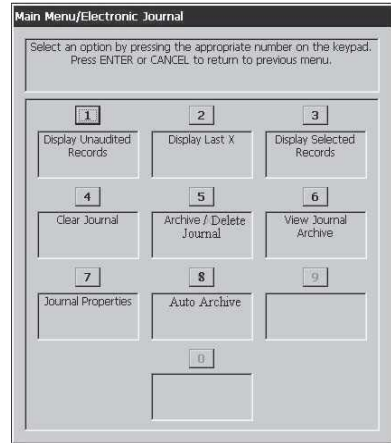 Main Menu/Electronic Journal
Select an option by pressing the appropriate number on the keypad.
Press ENTER or CANCEL to return to previous menu.
1 2 3
Display Unaudited Records
Display Last X
Display Selected Records
4 5 6
Clear Journal
Archive / Delete Journal
View Journal Archive
7 8 9
Journal Properties
Auto Archive
0